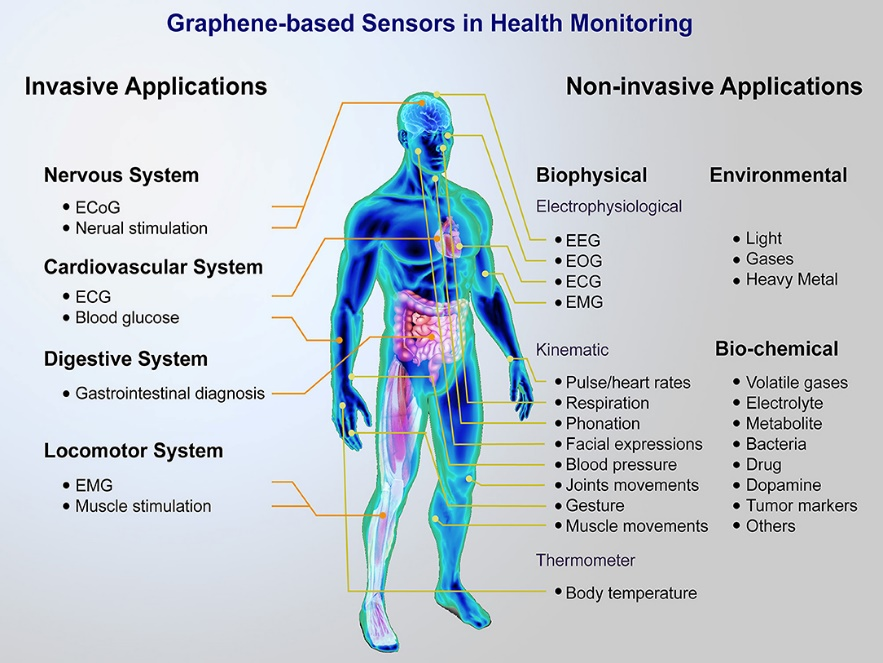 Graphene-based Sensors in Health Monitoring
Invasive Applications
Nervous System
• ECoG
• Nerual stimulation
Cardiovascular System
• ECG
• Blood glucose
Digestive System
• Gastrointestinal diagnosis
Locomotor System
• EMG
• Muscle stimulation
Non-invasive Applications
Biophysical
Electrophysiological
• EEG
• EOG
• ECG
• EMG
Kinematic
• Pulse/heart rates
• Respiration
• Phonation
• Facial expressions
• Blood pressure
• Joints movements
• Gesture
• Muscle movements
Thermometer
• Body temperature
Environmental
• Light
• Gases
• Heavy Metal
Bio-chemical
• Volatile gases
• Electrolyte
• Metabolite
• Bacteria
• Drug
• Dopamine
• Tumor markers
• Others